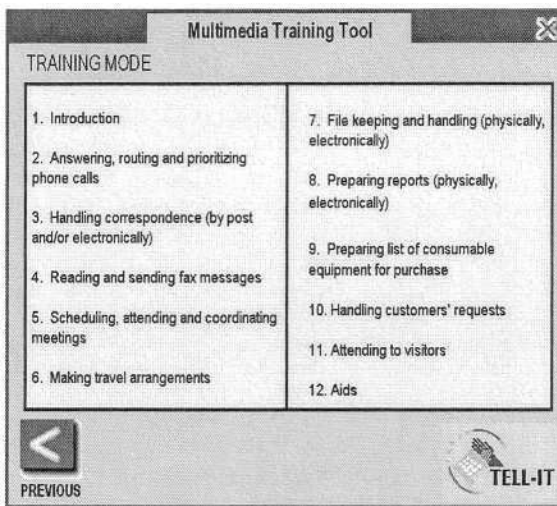 Multimedia Training Tool
TRAINING MODE
1. Introduction
2. Answering, routing and prioritizing
phone calls
3. Handling correspondence (by post
and/or electronically)
4. Reading and sending fax messages
5. Scheduling, attending and coordinating
meetings
6. Making travel arrangements
7. File keeping and handling (physically,
electronically)
8. Preparing reports (physically,
electronically)
9. Preparing list of consumable
equipment for purchase
10. Handling customers' requests
11. Attending to visitors
12. Aids
PREVIOUS
TELL-IT